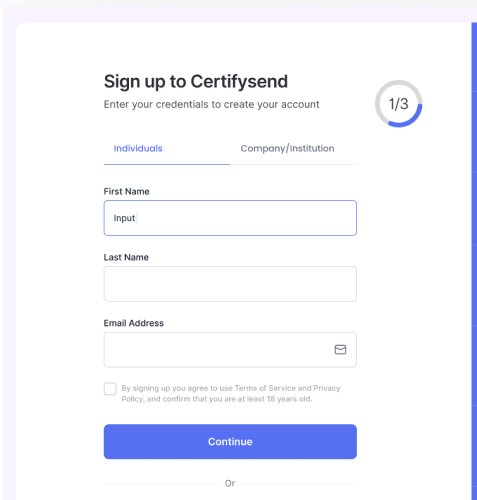 Sign up to Certifysend
Enter your credentials to create your account
1/3
Individuals
Company/Institution
First Name
Input
Last Name
Email Address
By signing up you agree to use Terms of Service and Privacy
Policy, and confirm that you are at least 18 years old.
Continue
Or